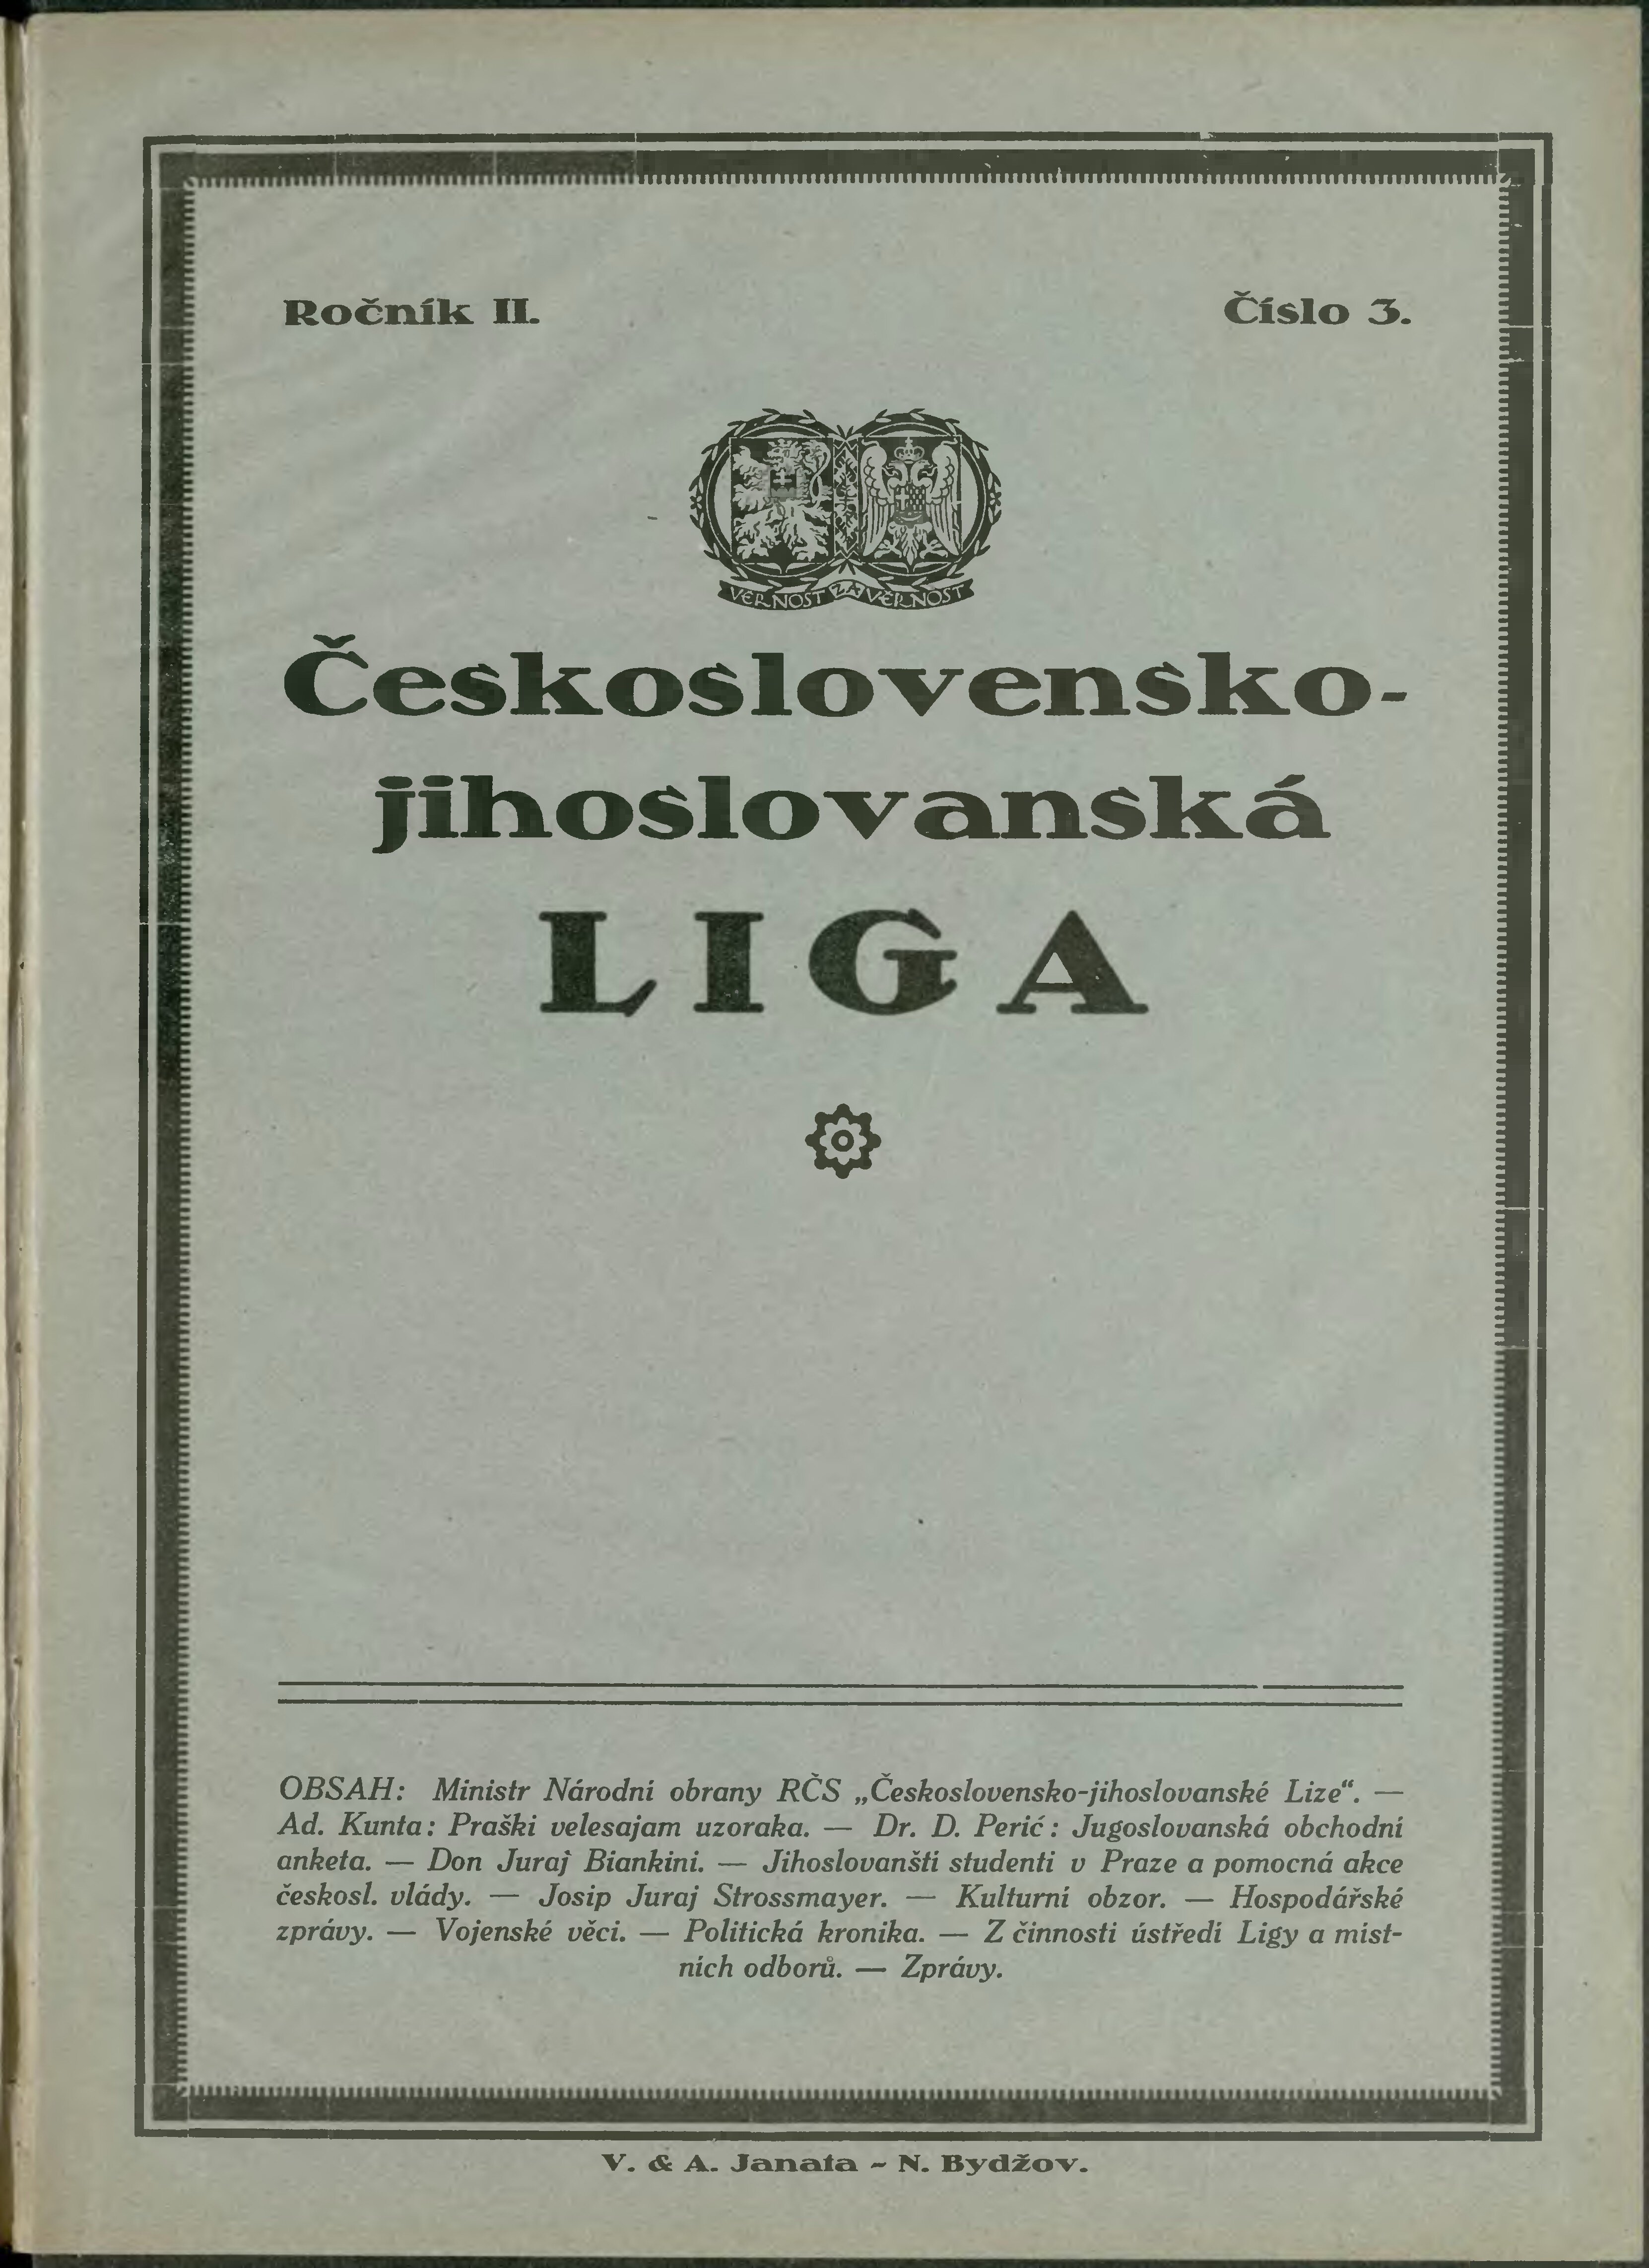 Ročník II.
Číslo 3.
VĚRNOST ZA VĚRNOST
Československo-
jihoslovanská
LIGA
OBSAH: Ministr Národní obrany RČS „Československo-jihoslovanské Lize“. —
Ad. Kunta: Praški velesajam uzoraka. — Dr. D. Perić: Jugoslovanská obchodní
anketa. — Don Juraj Biankini. — Jihoslovanští studenti v Praze a pomocná akce
českosl. vlády. — Josip Juraj Strossmayer. — Kulturní obzor. — Hospodářské
zprávy. — Vojenské věci. — Politická kronika. — Z činnosti ústředí Ligy a míst-
ních odborů. — Zprávy.
V. & A. Janata - N. Bydžov.